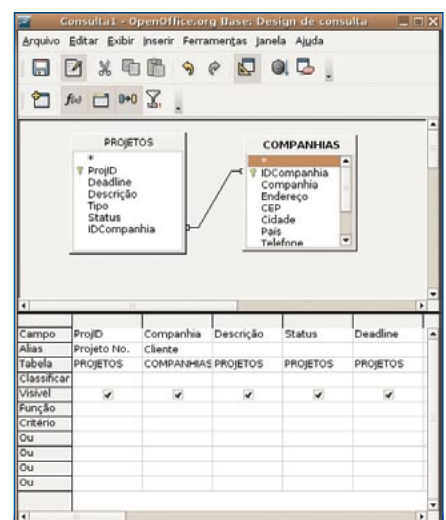 Consulta1 - OpenOffice.org Base: Design de consulta
Arquivo Editar Exibir Inserir Ferramentas Janela Ajuda
PROJETOS
*
ProjID
Deadline
Descrição
Tipo
Status
IDCompanhia
COMPANHIAS
*
IDCompanhia
Companhia
Endereço
CEP
Cidade
País
Telefone
Campo ProjID Companhia Descrição Status Deadline
Alias Projeto No. Cliente
Tabela PROJETOS COMPANHIAS PROJETOS PROJETOS PROJETOS
Classificar
Visível
Função
Critério
Ou
Ou
Ou
Ou